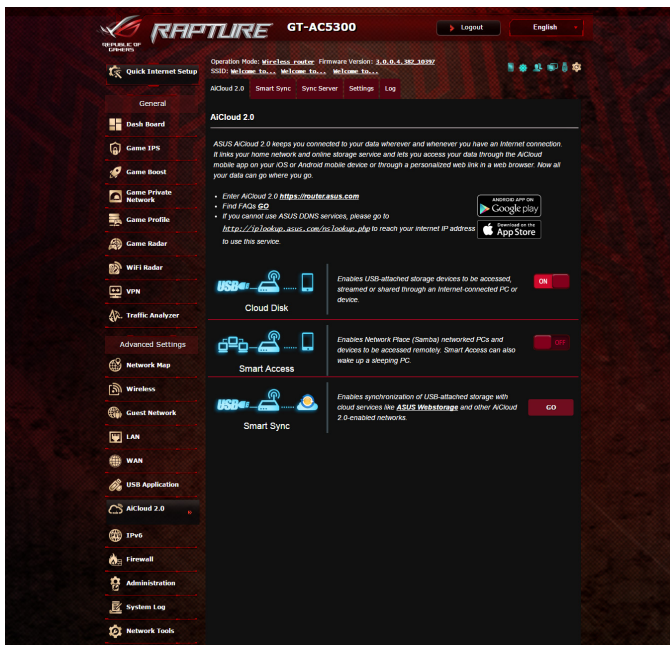 REPUBLIC OF
GAMERS
RAPTURE
GT-AC5300
Logout
English
Quick Internet Setup
Operation Mode: Wireless router Firmware Version: 3.0.0.4.382_10397
SSID: Welcome to... Welcome to... Welcome to...
AiCloud 2.0 Smart Sync Sync Server Settings Log
General
Dash Board
Game IPS
Game Boost
Game Private
Network
Game Profile
Game Radar
WiFi Radar
VPN
Traffic Analyzer
Advanced Settings
Network Map
Wireless
Guest Network
LAN
WAN
USB Application
AiCloud 2.0
IPv6
Firewall
Administration
System Log
Network Tools
AiCloud 2.0
ASUS AiCloud 2.0 keeps you connected to your data wherever and whenever you have an Internet connection.
It links your home network and online storage service and lets you access your data through the AiCloud
mobile app on your iOS or Android mobile device or through a personalized web link in a web browser. Now all
your data can go where you go.
• Enter AiCloud 2.0 https://router.asus.com
• Find FAQs GO
• If you cannot use ASUS DDNS services, please go to
http://iplookup.asus.com/nslookup.php to reach your internet IP address
to use this service.
ANDROID APP ON
Google play
Download on the
App Store
USB
Cloud Disk
Enables USB-attached storage devices to be accessed,
streamed or shared through an Internet-connected PC or
device.
ON
Smart Access
Enables Network Place (Samba) networked PCs and
devices to be accessed remotely. Smart Access can also
wake up a sleeping PC.
OFF
USB
Smart Sync
Enables synchronization of USB-attached storage with
cloud services like ASUS Webstorage and other AiCloud
2.0-enabled networks.
GO